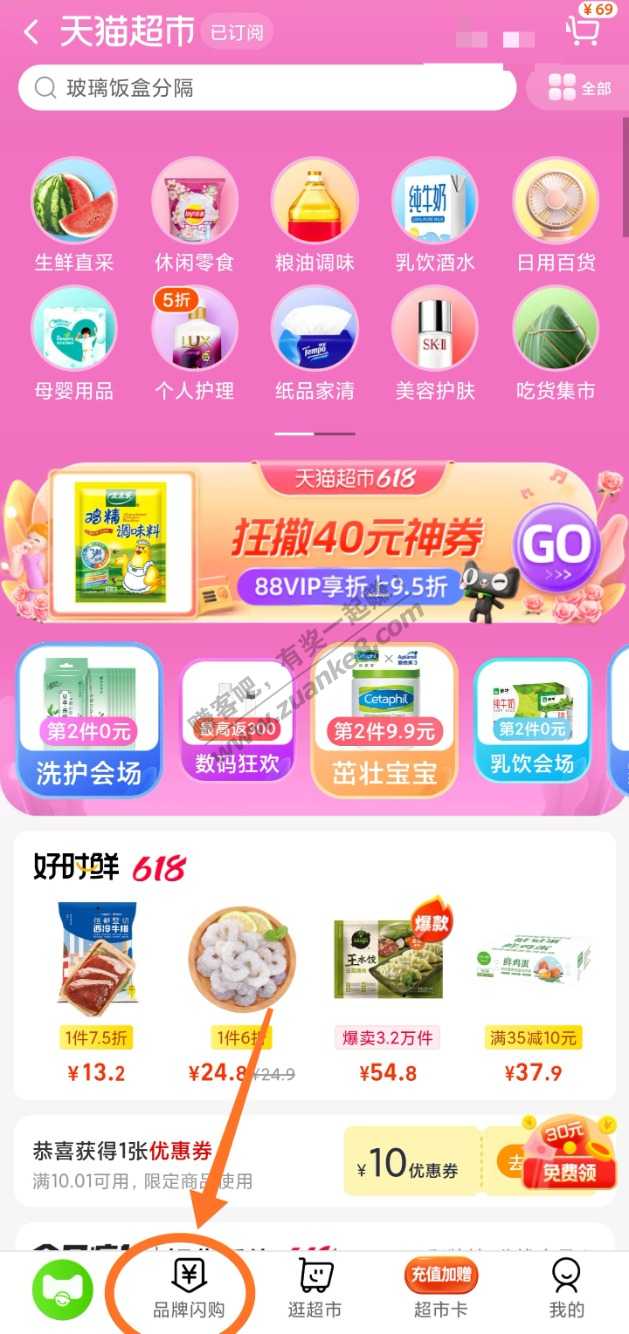 ¥69
天猫超市 已订阅
玻璃饭盒分隔 全部
生鲜直采 休闲零食 粮油调味 乳饮酒水 日用百货
纯牛奶
5折
LUX Tempo SK-II
母婴用品 个人护理 纸品家清 美容护肤 吃货集市
天猫超市618
鸡精
调味料
狂撒40元神券
GO
88VIP享折上9.5折
赚客吧,有奖一起赚!
www.zuanke8.com
Cetaphil
第2件0元 最高返300 第2件9.9元 第2件0元
洗护会场 数码狂欢 茁壮宝宝 乳饮会场
好时鲜 618
爆款
王水饺
鲜鸡蛋
1件7.5折 1件6折 爆卖3.2万件 满35减10元
¥13.2 ¥24.8 ¥24.9 ¥54.8 ¥37.9
恭喜获得1张优惠券
满10.01可用，限定商品使用
¥10优惠券 去
30元
免费领
品牌闪购 逛超市 充值加赠 超市卡 我的